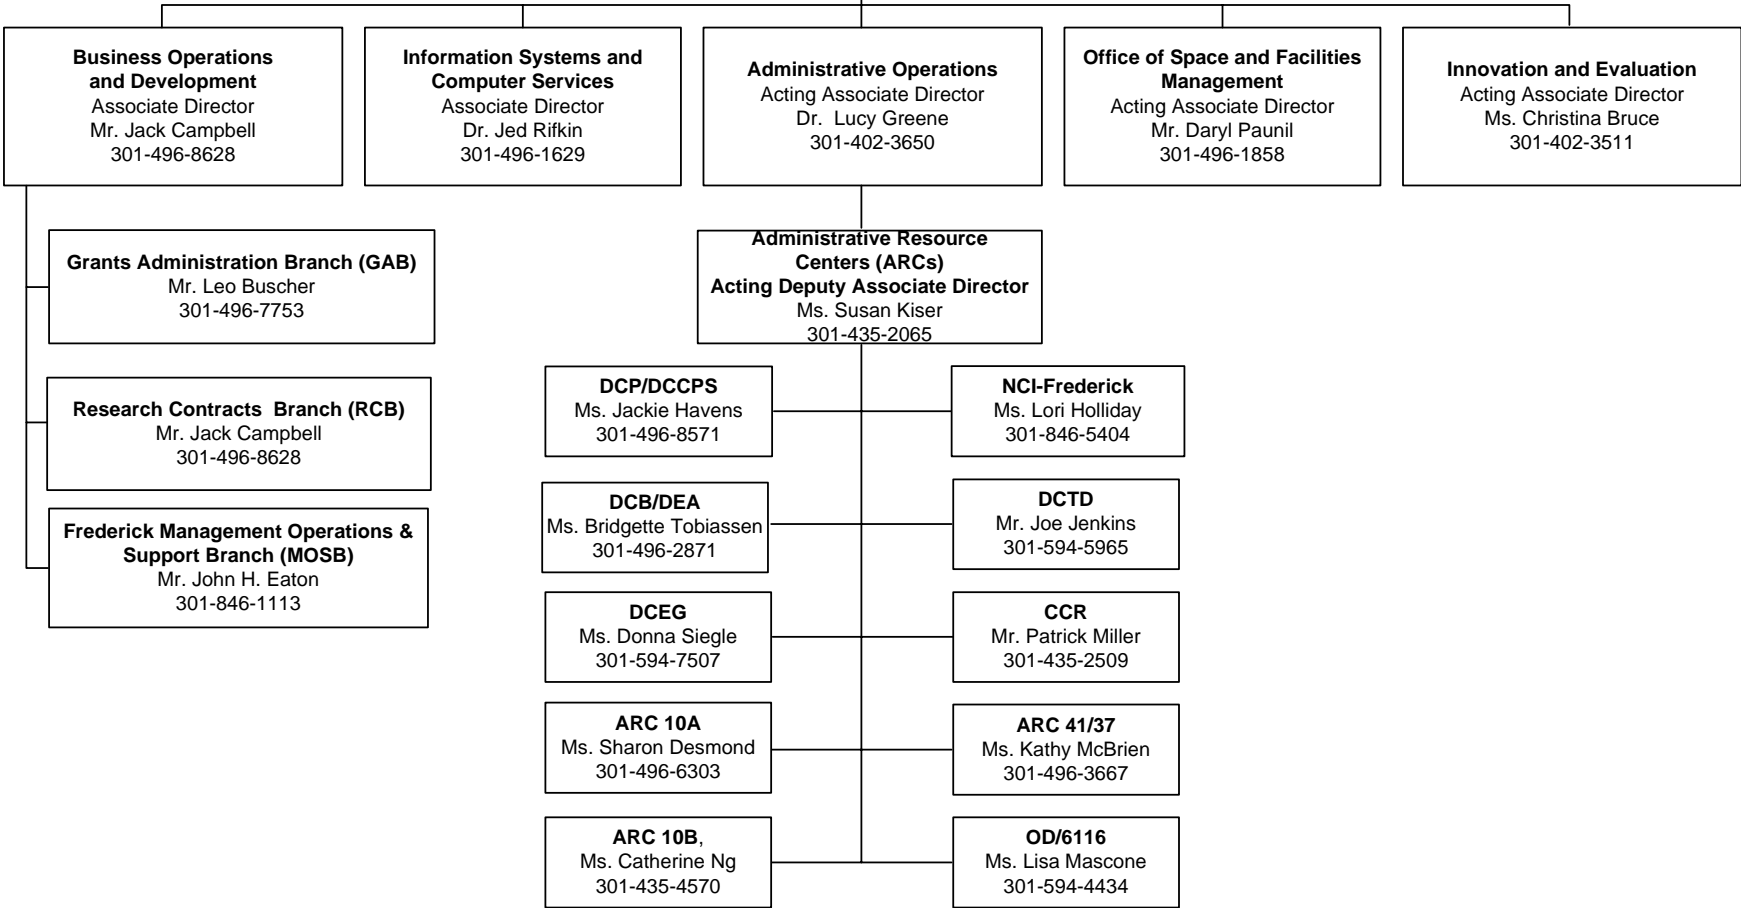 Business Operations
and Development
Associate Director
Mr. Jack Campbell
301-496-8628
Information Systems and
Computer Services
Associate Director
Dr. Jed Rifkin
301-496-1629
Administrative Operations
Acting Associate Director
Dr. Lucy Greene
301-402-3650
Office of Space and Facilities
Management
Acting Associate Director
Mr. Daryl Paunil
301-496-1858
Innovation and Evaluation
Acting Associate Director
Ms. Christina Bruce
301-402-3511
Grants Administration Branch (GAB)
Mr. Leo Buscher
301-496-7753
Research Contracts Branch (RCB)
Mr. Jack Campbell
301-496-8628
Frederick Management Operations &
Support Branch (MOSB)
Mr. John H. Eaton
301-846-1113
Administrative Resource
Centers (ARCs)
Acting Deputy Associate Director
Ms. Susan Kiser
301-435-2065
DCP/DCCPS
Ms. Jackie Havens
301-496-8571
NCI-Frederick
Ms. Lori Holliday
301-846-5404
DCB/DEA
Ms. Bridgette Tobiassen
301-496-2871
DCTD
Mr. Joe Jenkins
301-594-5965
DCEG
Ms. Donna Siegle
301-594-7507
CCR
Mr. Patrick Miller
301-435-2509
ARC 10A
Ms. Sharon Desmond
301-496-6303
ARC 41/37
Ms. Kathy McBrien
301-496-3667
ARC 10B,
Ms. Catherine Ng
301-435-4570
OD/6116
Ms. Lisa Mascone
301-594-4434